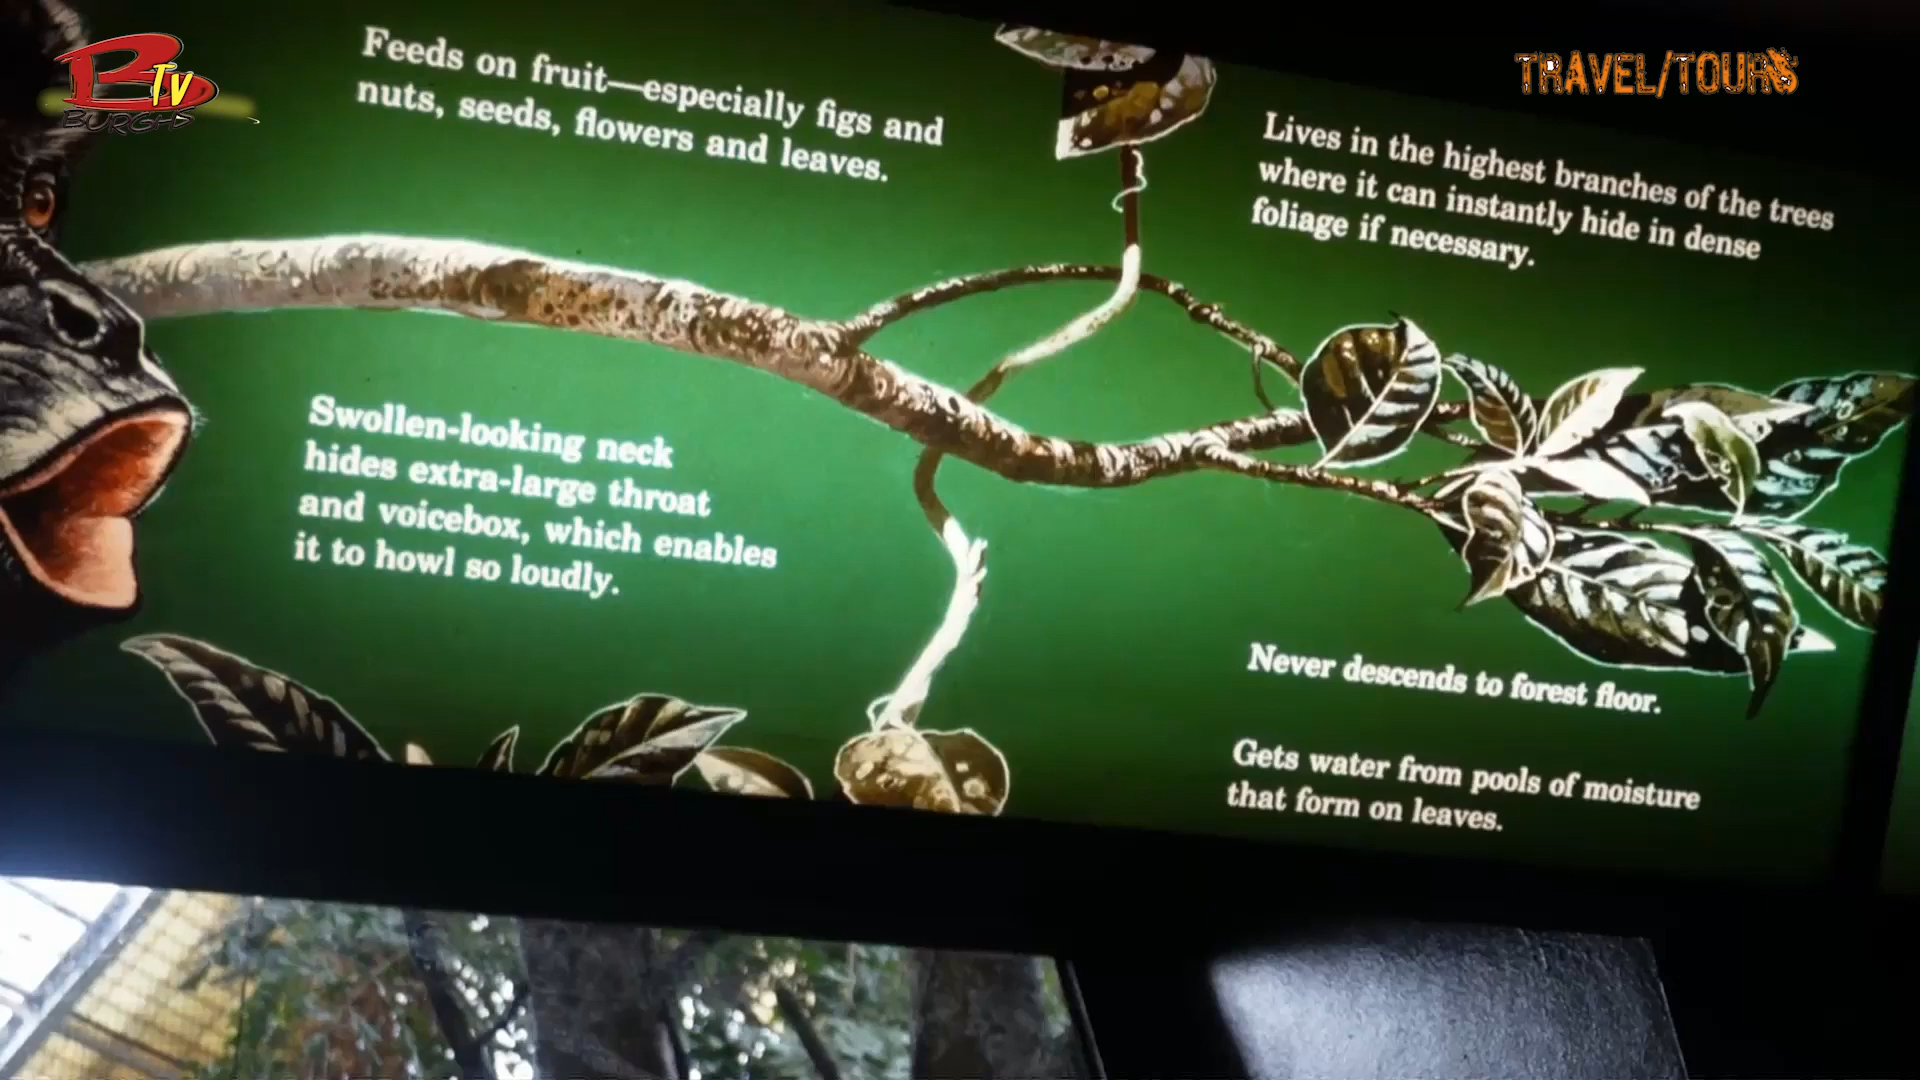 B TV
BURGHS
TRAVEL/TOURS
Feeds on fruit—especially figs and
nuts, seeds, flowers and leaves.
Lives in the highest branches of the trees
where it can instantly hide in dense
foliage if necessary.
Swollen-looking neck
hides extra-large throat
and voicebox, which enables
it to howl so loudly.
Never descends to forest floor.
Gets water from pools of moisture
that form on leaves.